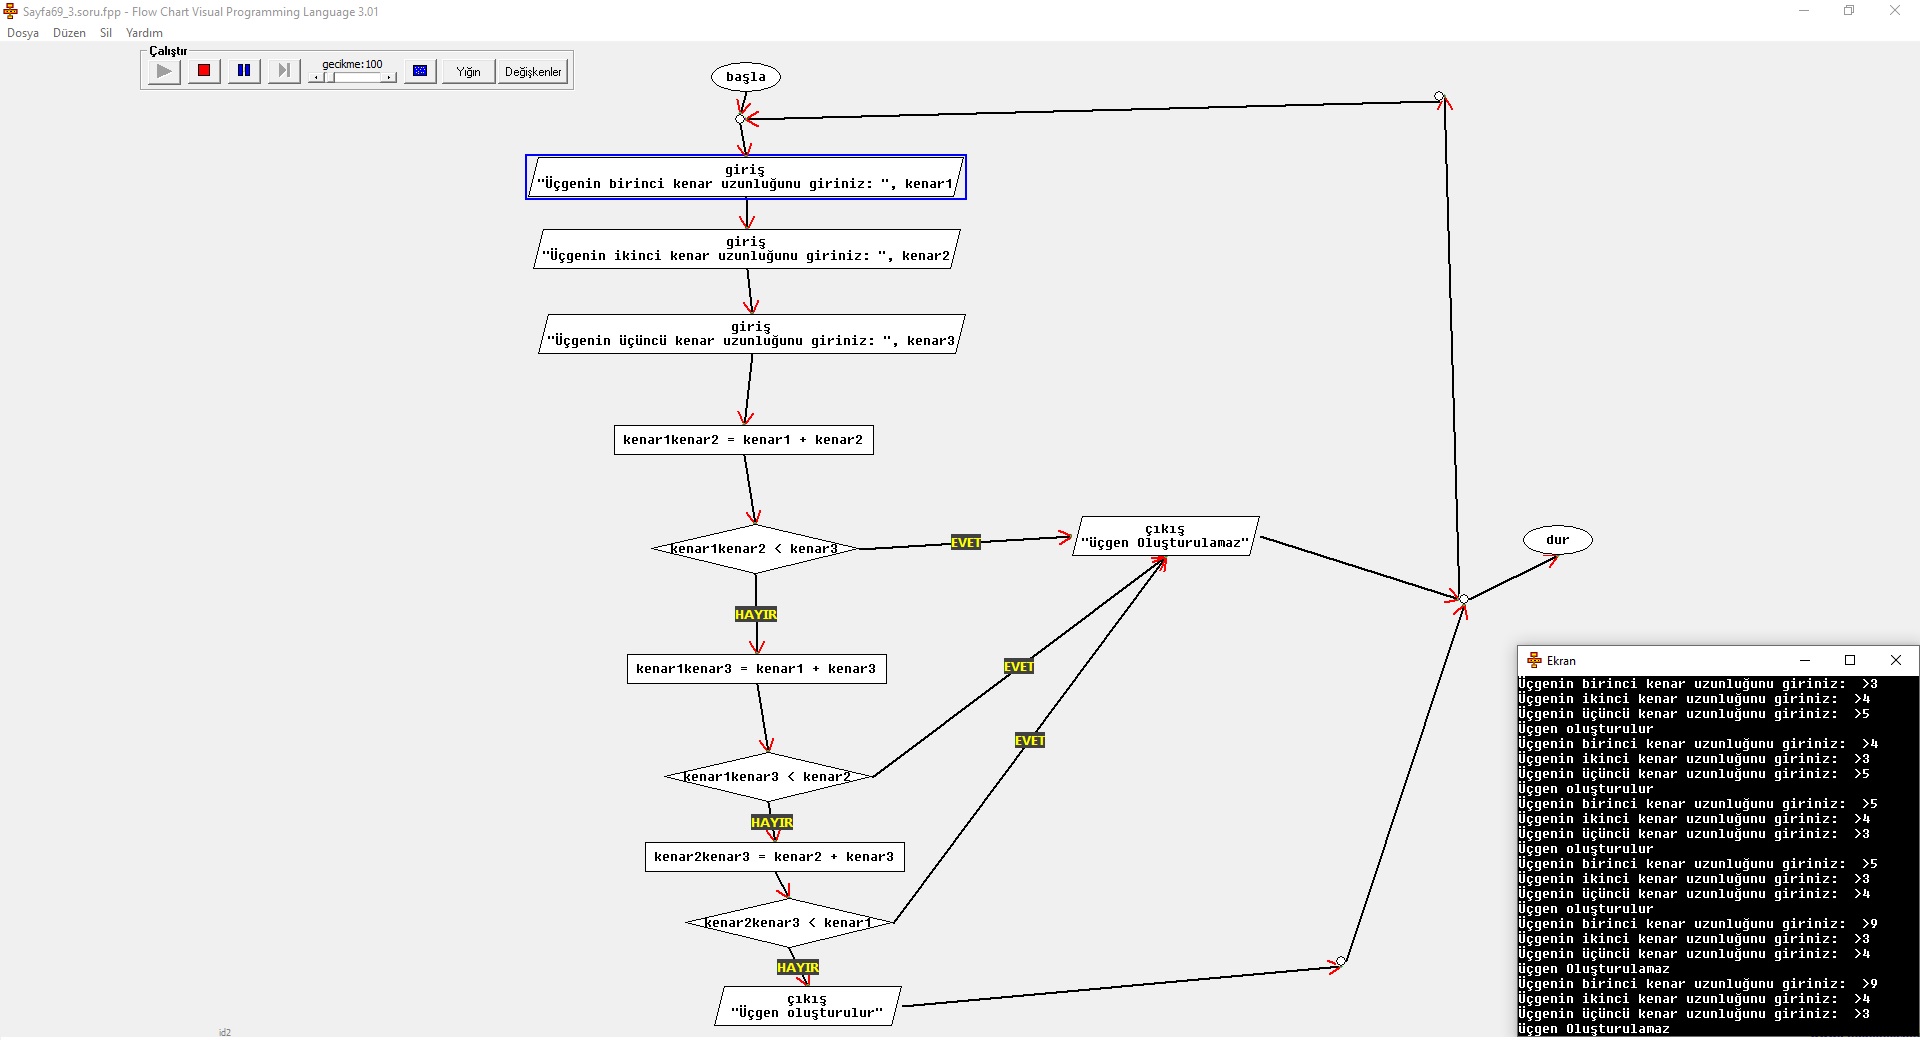 Sayfa69_3.soru.fpp - Flow Chart Visual Programming Language 3.01
Dosya Düzen Sil Yardım
Çalıştır
gecikme:100
Yığın
Değişkenler
başla
giriş
"Üçgenin birinci kenar uzunluğunu giriniz: ", kenar1
giriş
"Üçgenin ikinci kenar uzunluğunu giriniz: ", kenar2
giriş
"Üçgenin üçüncü kenar uzunluğunu giriniz: ", kenar3
kenar1kenar2 = kenar1 + kenar2
kenar1kenar2 < kenar3
EVET
çıkış
"üçgen Oluşturulamaz"
dur
HAYIR
kenar1kenar3 = kenar1 + kenar3
EVET
EVET
kenar1kenar3 < kenar2
HAYIR
kenar2kenar3 = kenar2 + kenar3
kenar2kenar3 < kenar1
HAYIR
çıkış
"Üçgen oluşturulur"
id2
Ekran
Üçgenin birinci kenar uzunluğunu giriniz:  >3
Üçgenin ikinci kenar uzunluğunu giriniz:  >4
Üçgenin üçüncü kenar uzunluğunu giriniz:  >5
Üçgen oluşturulur
Üçgenin birinci kenar uzunluğunu giriniz:  >4
Üçgenin ikinci kenar uzunluğunu giriniz:  >3
Üçgenin üçüncü kenar uzunluğunu giriniz:  >5
Üçgen oluşturulur
Üçgenin birinci kenar uzunluğunu giriniz:  >5
Üçgenin ikinci kenar uzunluğunu giriniz:  >4
Üçgenin üçüncü kenar uzunluğunu giriniz:  >3
Üçgen oluşturulur
Üçgenin birinci kenar uzunluğunu giriniz:  >5
Üçgenin ikinci kenar uzunluğunu giriniz:  >3
Üçgenin üçüncü kenar uzunluğunu giriniz:  >4
Üçgen oluşturulur
Üçgenin birinci kenar uzunluğunu giriniz:  >9
Üçgenin ikinci kenar uzunluğunu giriniz:  >3
Üçgenin üçüncü kenar uzunluğunu giriniz:  >4
üçgen Oluşturulamaz
Üçgenin birinci kenar uzunluğunu giriniz:  >9
Üçgenin ikinci kenar uzunluğunu giriniz:  >4
Üçgenin üçüncü kenar uzunluğunu giriniz:  >3
üçgen Oluşturulamaz